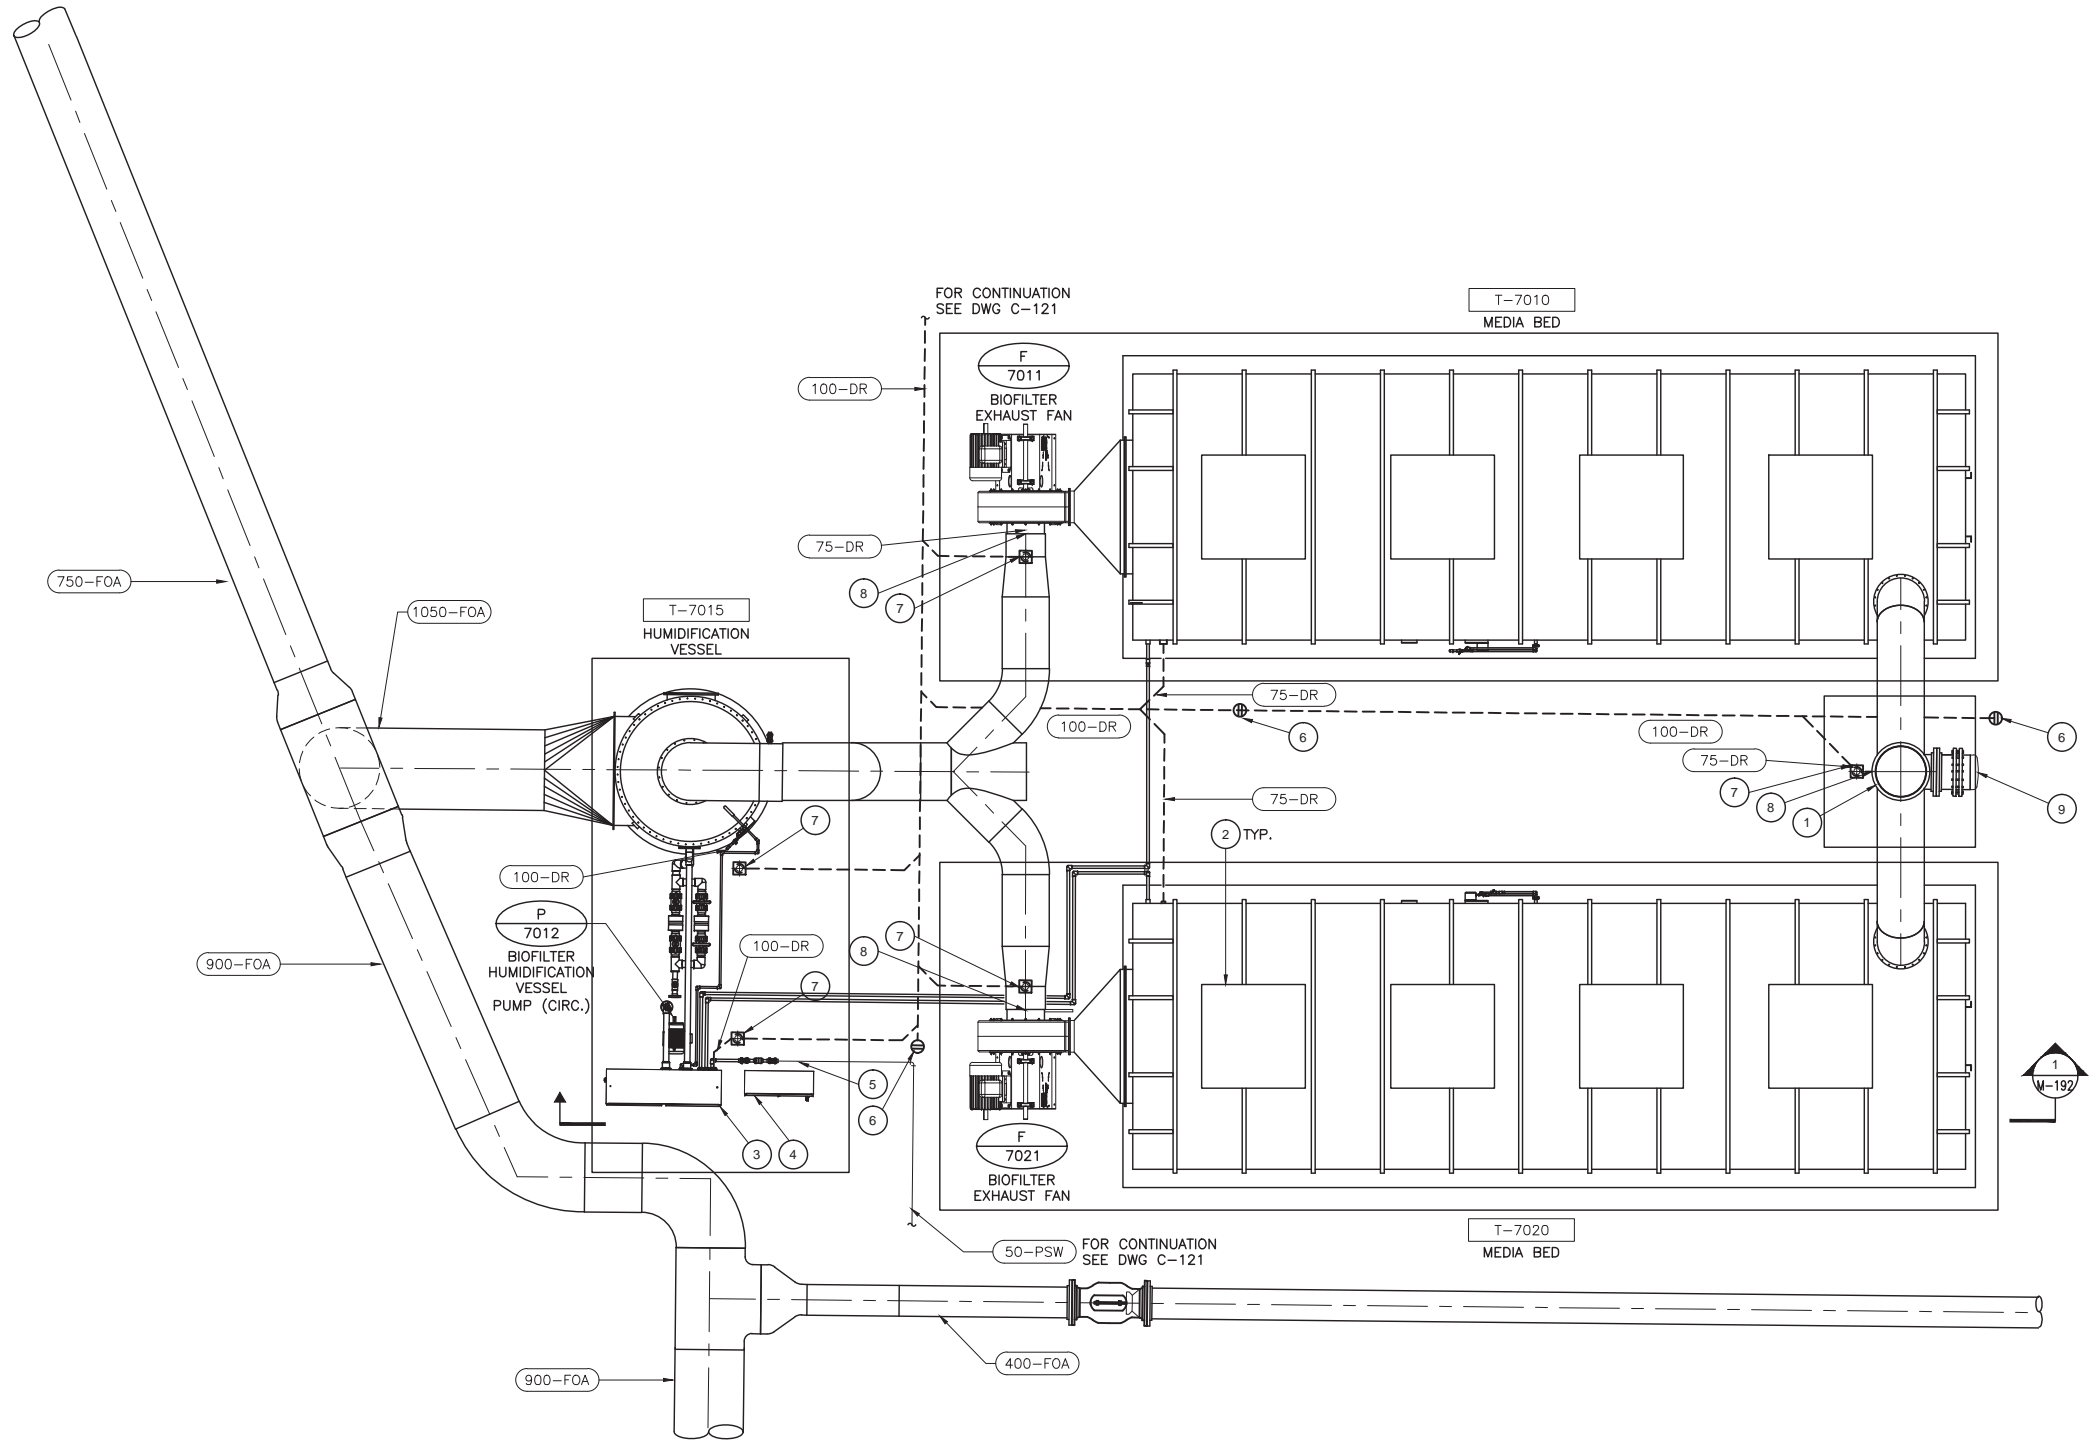 FOR CONTINUATION
SEE DWG C-121
T-7010
MEDIA BED
F
7011
BIOFILTER
EXHAUST FAN
100-DR
75-DR
8
7
750-FOA
1050-FOA
T-7015
HUMIDIFICATION
VESSEL
75-DR
100-DR
6
100-DR
75-DR
6
7
8
1
9
75-DR
7
2 TYP.
100-DR
P
7012
BIOFILTER
HUMIDIFICATION
VESSEL
PUMP (CIRC.)
100-DR
7
7
8
900-FOA
5
6
3
4
F
7021
BIOFILTER
EXHAUST FAN
1
M-192
T-7020
MEDIA BED
50-PSW
FOR CONTINUATION
SEE DWG C-121
400-FOA
900-FOA